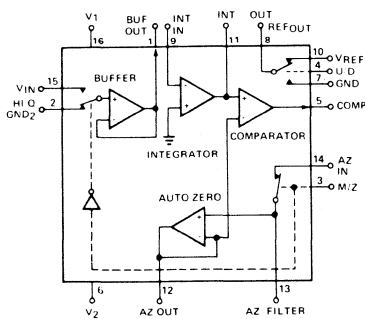 V1 BUF OUT INT IN INT OUT REFOUT
16 1 9 11 8
10 VREF
4 U/D
7 GND
15 VIN
BUFFER
HI Q GND2 2
+ -
- +
+ -
5 COMP
INTEGRATOR
COMPARATOR
14 AZ IN
3 M/Z
AUTO ZERO
+
-
6 12 13
V2 AZ OUT AZ FILTER